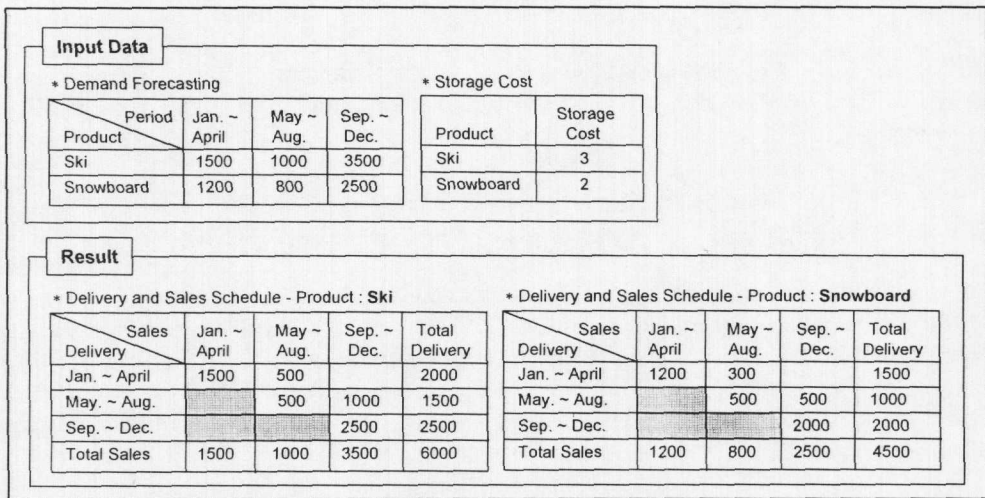 Input Data
* Demand Forecasting
Period Jan. ~ May ~ Sep. ~
Product April Aug. Dec.
Ski 1500 1000 3500
Snowboard 1200 800 2500
* Storage Cost
Storage
Product Cost
Ski 3
Snowboard 2
Result
* Delivery and Sales Schedule - Product : Ski
Sales Jan. ~ May ~ Sep. ~ Total
Delivery April Aug. Dec. Delivery
Jan. ~ April 1500 500 2000
May. ~ Aug. 500 1000 1500
Sep. ~ Dec. 2500 2500
Total Sales 1500 1000 3500 6000
* Delivery and Sales Schedule - Product : Snowboard
Sales Jan. ~ May ~ Sep. ~ Total
Delivery April Aug. Dec. Delivery
Jan. ~ April 1200 300 1500
May. ~ Aug. 500 500 1000
Sep. ~ Dec. 2000 2000
Total Sales 1200 800 2500 4500